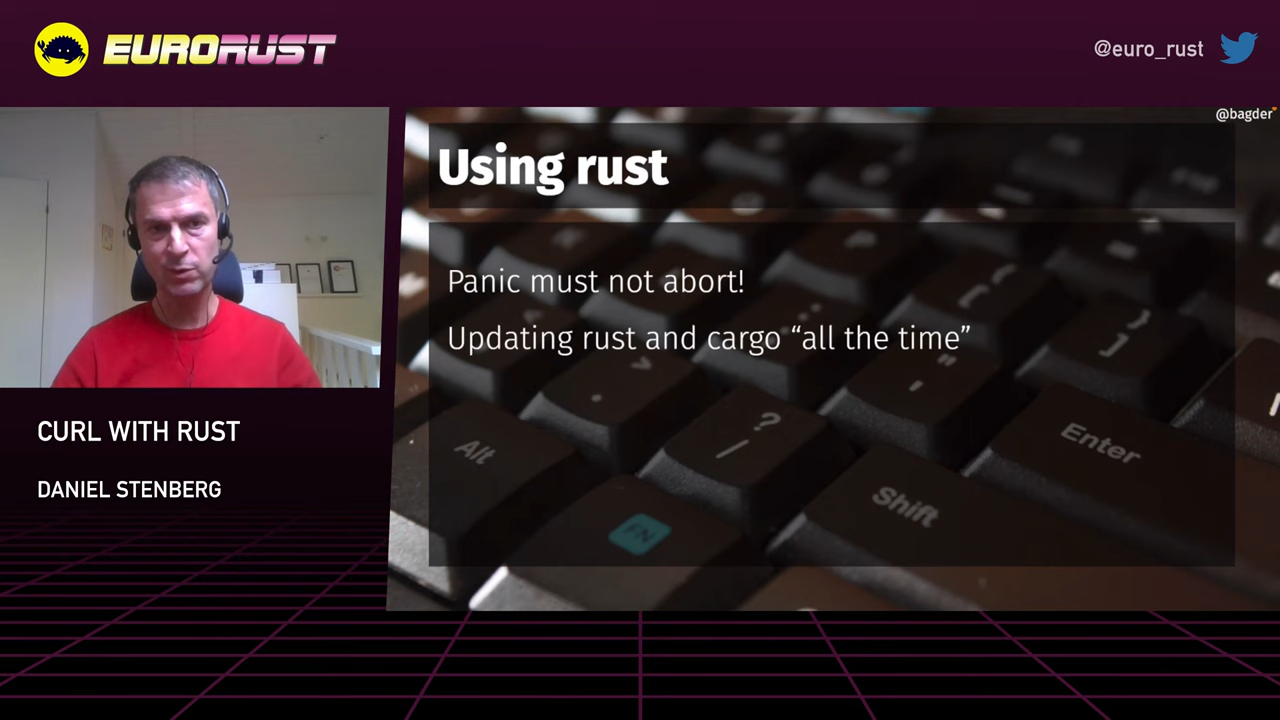 EURORUST
@euro_rust
@bagder
Using rust
Panic must not abort!
Updating rust and cargo “all the time”
CURL WITH RUST
DANIEL STENBERG
Alt
?
/
FN
Shift
Enter